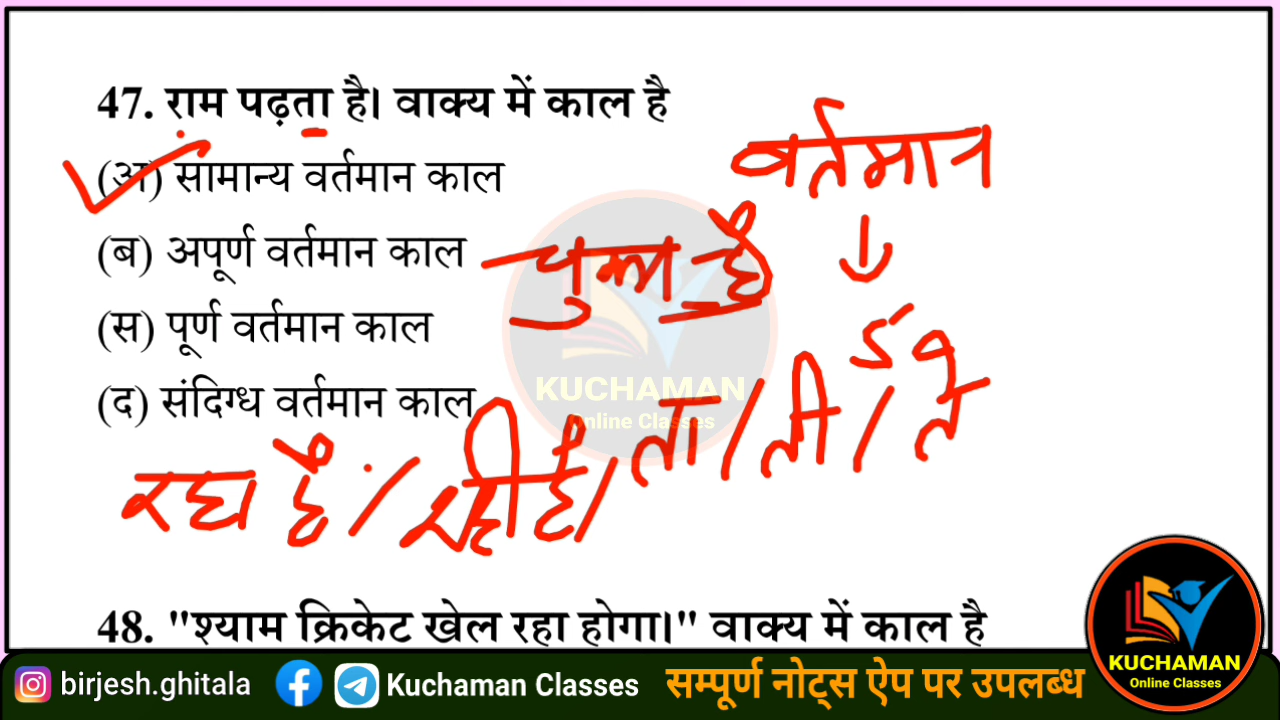 47. राम पढ़ता है। वाक्य में काल है
(अ) सामान्य वर्तमान काल
वर्तमान
(ब) अपूर्ण वर्तमान काल
चुका है
(स) पूर्ण वर्तमान काल
(द) संदिग्ध वर्तमान काल
KUCHAMAN
Online Classes
ता/ती/ते
रहा है/रही है/
48. "श्याम क्रिकेट खेल रहा होगा।" वाक्य में काल है
birjesh.ghitala
Kuchaman Classes
सम्पूर्ण नोट्स ऐप पर उपलब्ध
KUCHAMAN
Online Classes